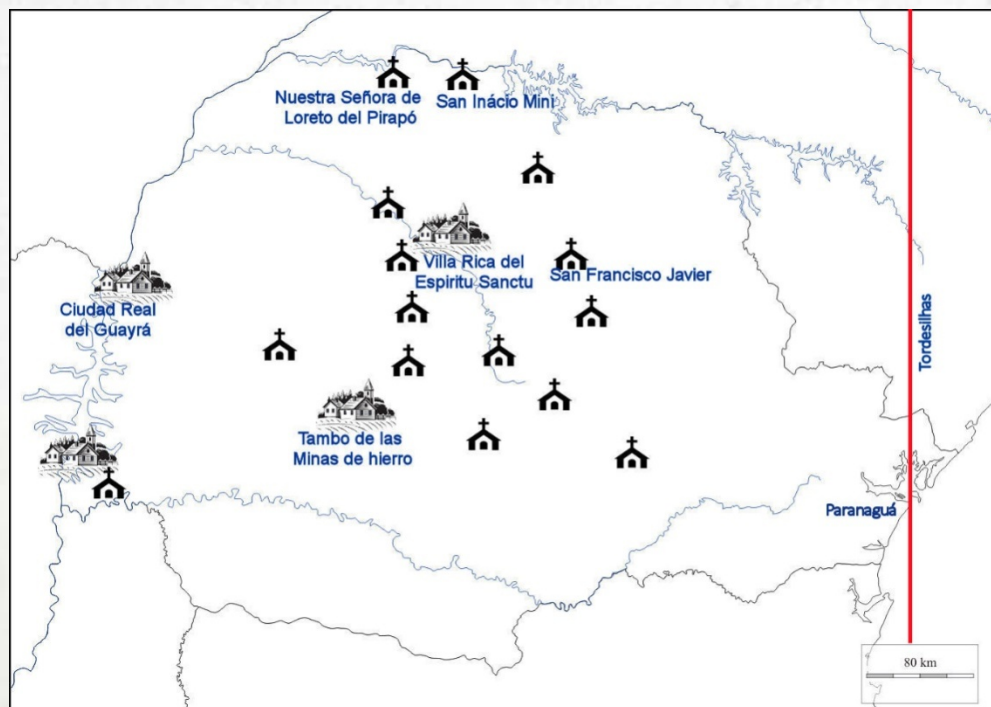 Nuestra Señora de
Loreto del Pirapó
San Inácio Mini
Villa Rica del
Espiritu Sanctu
San Francisco Javier
Ciudad Real
del Guayrá
Tordesilhas
Tambo de las
Minas de hierro
Paranaguá
80 km